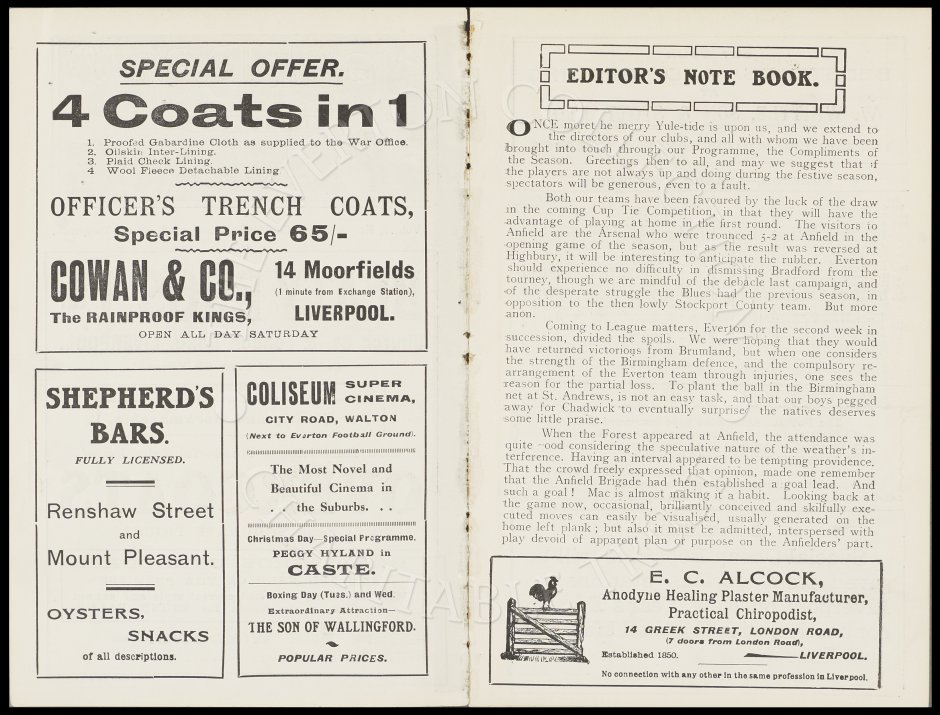 SPECIAL OFFER.
4 Coats in 1
1. Proofed Gabardine Cloth as supplied to the War Office.
2. Oilskin Inter-Lining.
3. Plaid Check Lining.
4 Wool Fleece Detachable Lining
OFFICER'S TRENCH COATS,
Special Price 65/-
COWAN & CO.,
The RAINPROOF KINGS,
14 Moorfields
(1 minute from Exchange Station),
LIVERPOOL.
OPEN ALL DAY SATURDAY
SHEPHERD'S
BARS.
FULLY LICENSED.
Renshaw Street
and
Mount Pleasant.
OYSTERS,
SNACKS
of all descriptions.
COLISEUM SUPER CINEMA,
CITY ROAD, WALTON
(Next to Everton Football Ground).
The Most Novel and
Beautiful Cinema in
. . the Suburbs. . .
Christmas Day—Special Programme.
PEGGY HYLAND in
CASTE.
Boxing Day (Tues.) and Wed.
Extraordinary Attraction—
THE SON OF WALLINGFORD.
POPULAR PRICES.
EDITOR'S NOTE BOOK.
ONCE moret he merry Yule-tide is upon us, and we extend to
the directors of our clubs, and all with whom we have been
brought into touch through our Programme, the Compliments of
the Season. Greetings then to all, and may we suggest that if
the players are not always up and doing during the festive season,
spectators will be generous, even to a fault.
Both our teams have been favoured by the luck of the draw
in the coming Cup Tie Competition, in that they will have the
advantage of playing at home in the first round. The visitors to
Anfield are the Arsenal who were trounced 5-2 at Anfield in the
opening game of the season, but as the result was reversed at
Highbury, it will be interesting to anticipate the rubber. Everton
should experience no difficulty in dismissing Bradford from the
tourney, though we are mindful of the debacle last campaign, and
of the desperate struggle the Blues had the previous season, in
opposition to the then lowly Stockport County team. But more
anon.
Coming to League matters, Everton for the second week in
succession, divided the spoils. We were hoping that they would
have returned victorious from Brumland, but when one considers
the strength of the Birmingham defence, and the compulsory re-
arrangement of the Everton team through injuries, one sees the
reason for the partial loss. To plant the ball in the Birmingham
net at St. Andrews, is not an easy task, and that our boys pegged
away for Chadwick to eventually surprise the natives deserves
some little praise.
When the Forest appeared at Anfield, the attendance was
quite ood considering the speculative nature of the weather's in-
terference. Having an interval appeared to be tempting providence.
That the crowd freely expressed that opinion, made one remember
that the Anfield Brigade had then established a goal lead. And
such a goal! Mac is almost making it a habit. Looking back at
the game now, occasional, brilliantly conceived and skilfully exe-
cuted moves can easily be visualised, usually generated on the
home left plank; but also it must be admitted, interspersed with
play devoid of apparent plan or purpose on the Anfielders' part.
E. C. ALCOCK,
Anodyne Healing Plaster Manufacturer,
Practical Chiropodist,
14 GREEK STREET, LONDON ROAD,
(7 doors from London Road),
Established 1850. LIVERPOOL.
No connection with any other in the same profession in Liverpool.